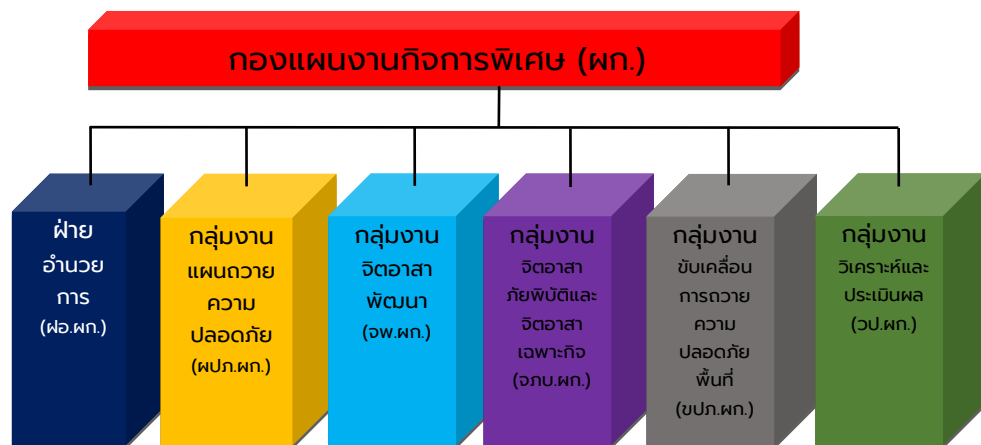 กองแผนงานกิจการพิเศษ (ผก.)
ฝ่าย
อำนวย
การ
(ฝอ.ผก.)
กลุ่มงาน
แผนถวาย
ความ
ปลอดภัย
(ผปภ.ผก.)
กลุ่มงาน
จิตอาสา
พัฒนา
(จพ.ผก.)
กลุ่มงาน
จิตอาสา
ภัยพิบัติและ
จิตอาสา
เฉพาะกิจ
(จภบ.ผก.)
กลุ่มงาน
ขับเคลื่อน
การถวาย
ความ
ปลอดภัย
พื้นที่
(ขปภ.ผก.)
กลุ่มงาน
วิเคราะห์และ
ประเมินผล
(วป.ผก.)